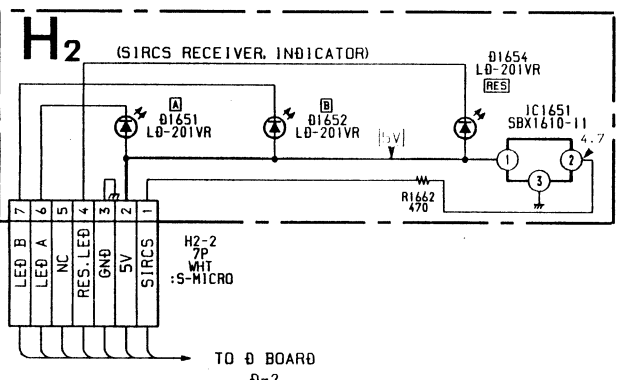 H2
(SIRCS RECEIVER, INDICATOR)
D1654
LD-201VR
RES
A
D1651
LD-201VR
B
D1652
LD-201VR
5V
IC1651
SBX1610-11
4.7
1
2
3
R1662
470
7 6 5 4 3 2 1
LED B
LED A
NC
RES.LED
GND
5V
SIRCS
H2-2
7P
WHT
:S-MICRO
TO D BOARD
D-2